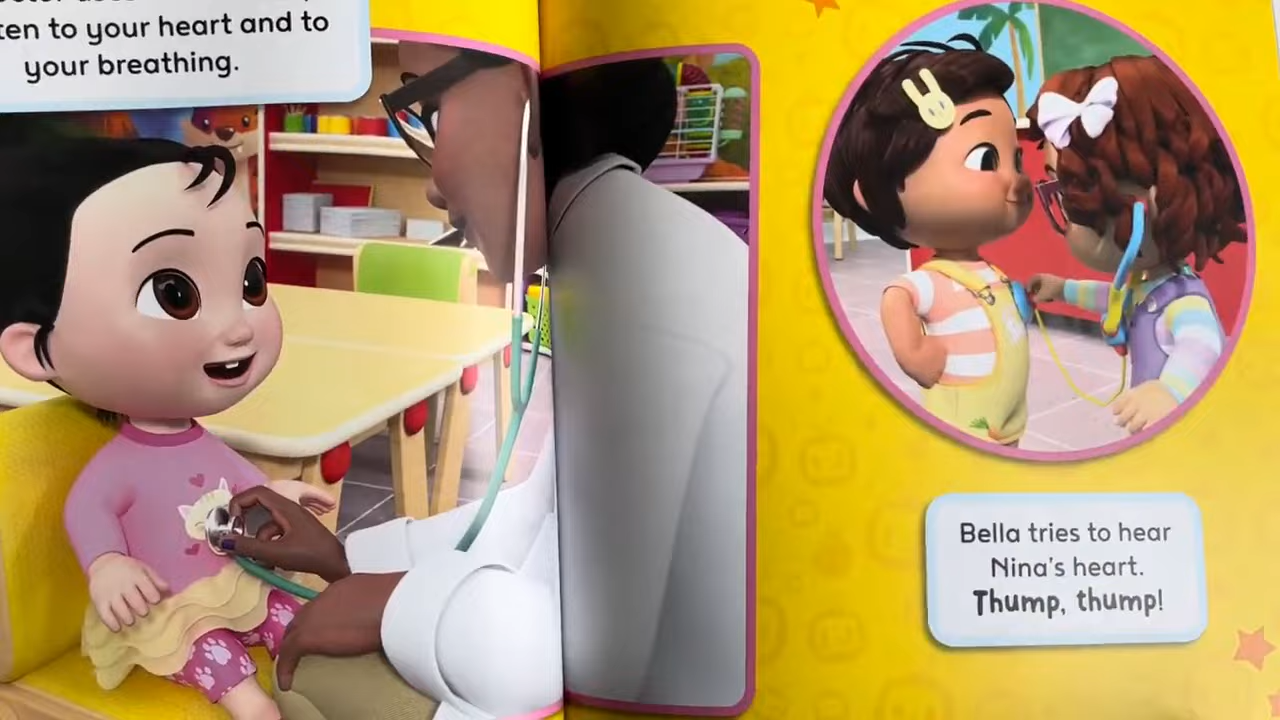 ten to your heart and to
your breathing.
Bella tries to hear
Nina's heart.
Thump, thump!